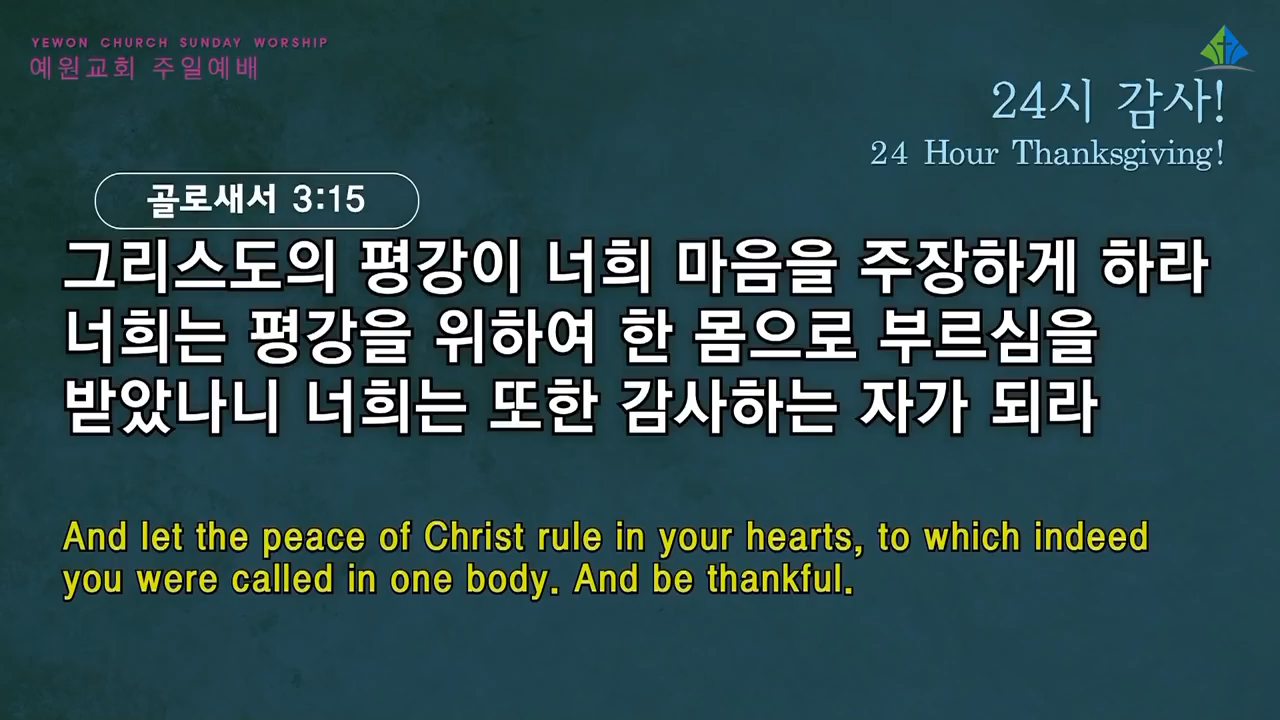 YEWON CHURCH SUNDAY WORSHIP
예원교회 주일예배
24시 감사!
24 Hour Thanksgiving!
골로새서 3:15
그리스도의 평강이 너희 마음을 주장하게 하라
너희는 평강을 위하여 한 몸으로 부르심을
받았나니 너희는 또한 감사하는 자가 되라
And let the peace of Christ rule in your hearts, to which indeed
you were called in one body. And be thankful.